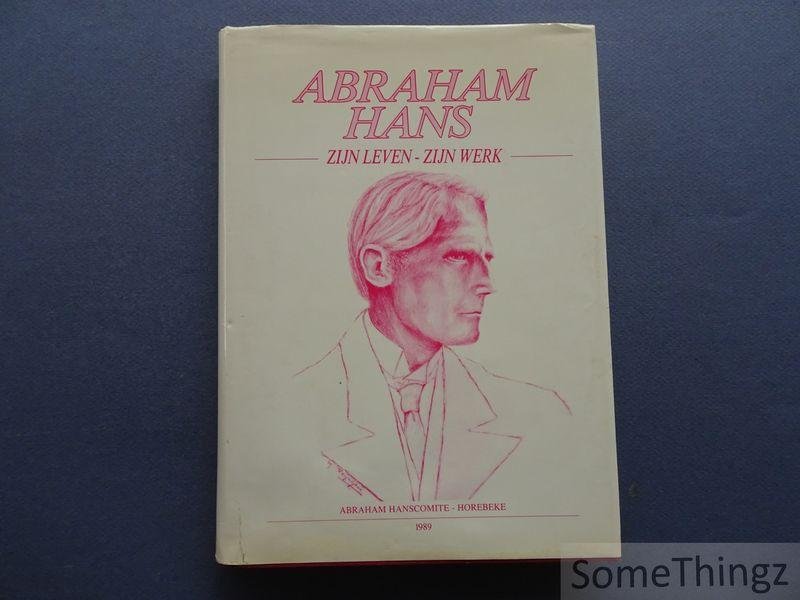 ABRAHAM
HANS
ZIJN LEVEN - ZIJN WERK
ABRAHAM HANSCOMITE - HOREBEKE
1989
SomeThingz